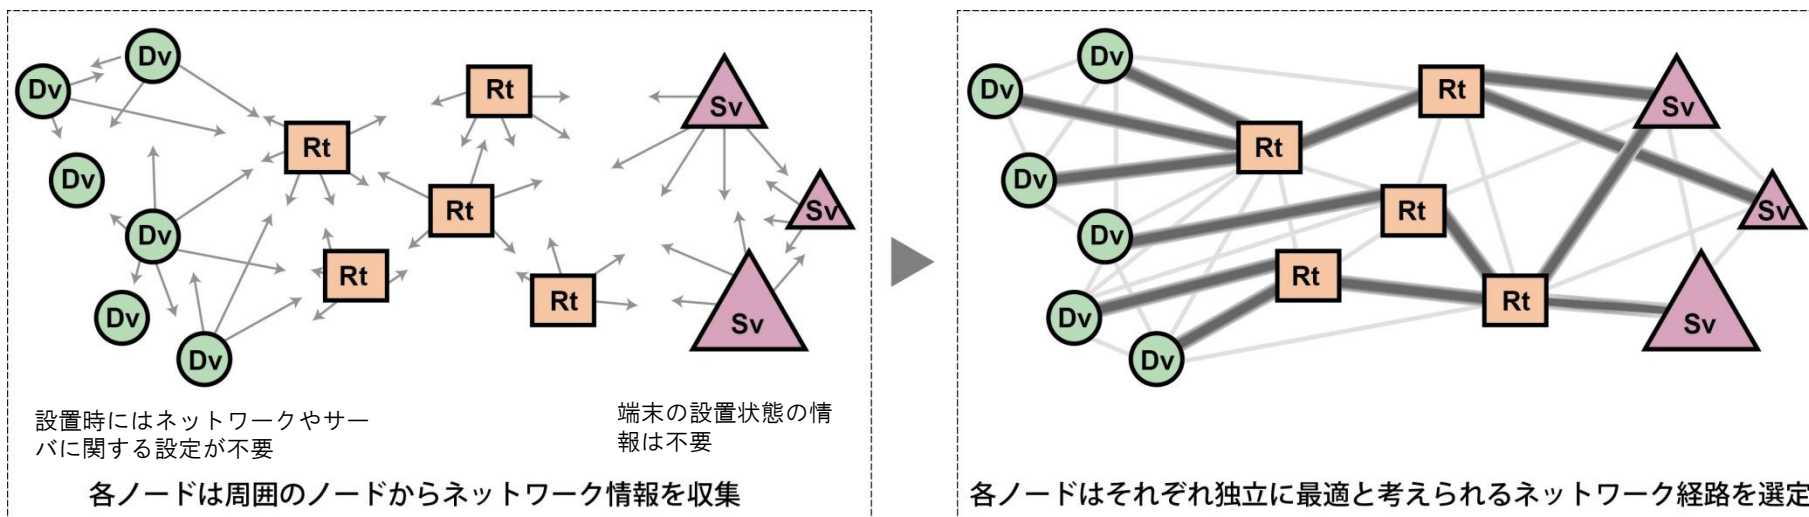 Dv
Dv
Rt
Rt
Sv
Dv
Rt
Sv
Dv
Rt
Rt
Dv
Sv
Dv
設置時にはネットワークやサー
バに関する設定が不要
端末の設置状態の情
報は不要
各ノードは周囲のノードからネットワーク情報を収集
Dv
Dv
Rt
Sv
Rt
Dv
Rt
Sv
Dv
Rt
Rt
Dv
Sv
Dv
各ノードはそれぞれ独立に最適と考えられるネットワーク経路を選定